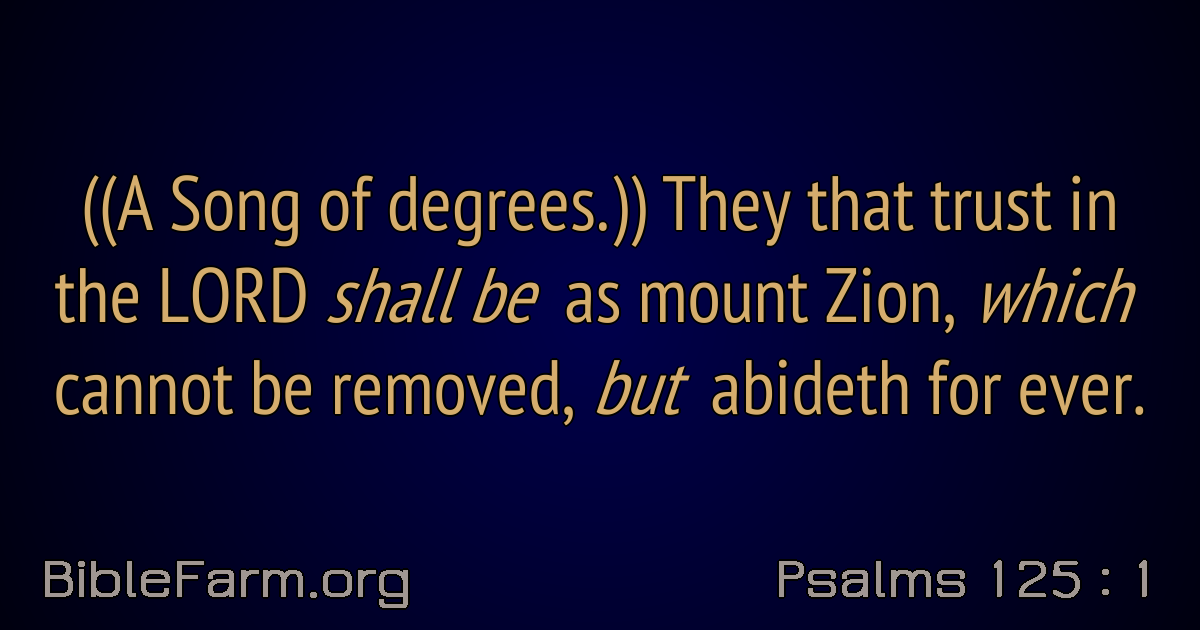 ((A Song of degrees.)) They that trust in
the LORD shall be as mount Zion, which
cannot be removed, but abideth for ever.
BibleFarm.org
Psalms 125 : 1